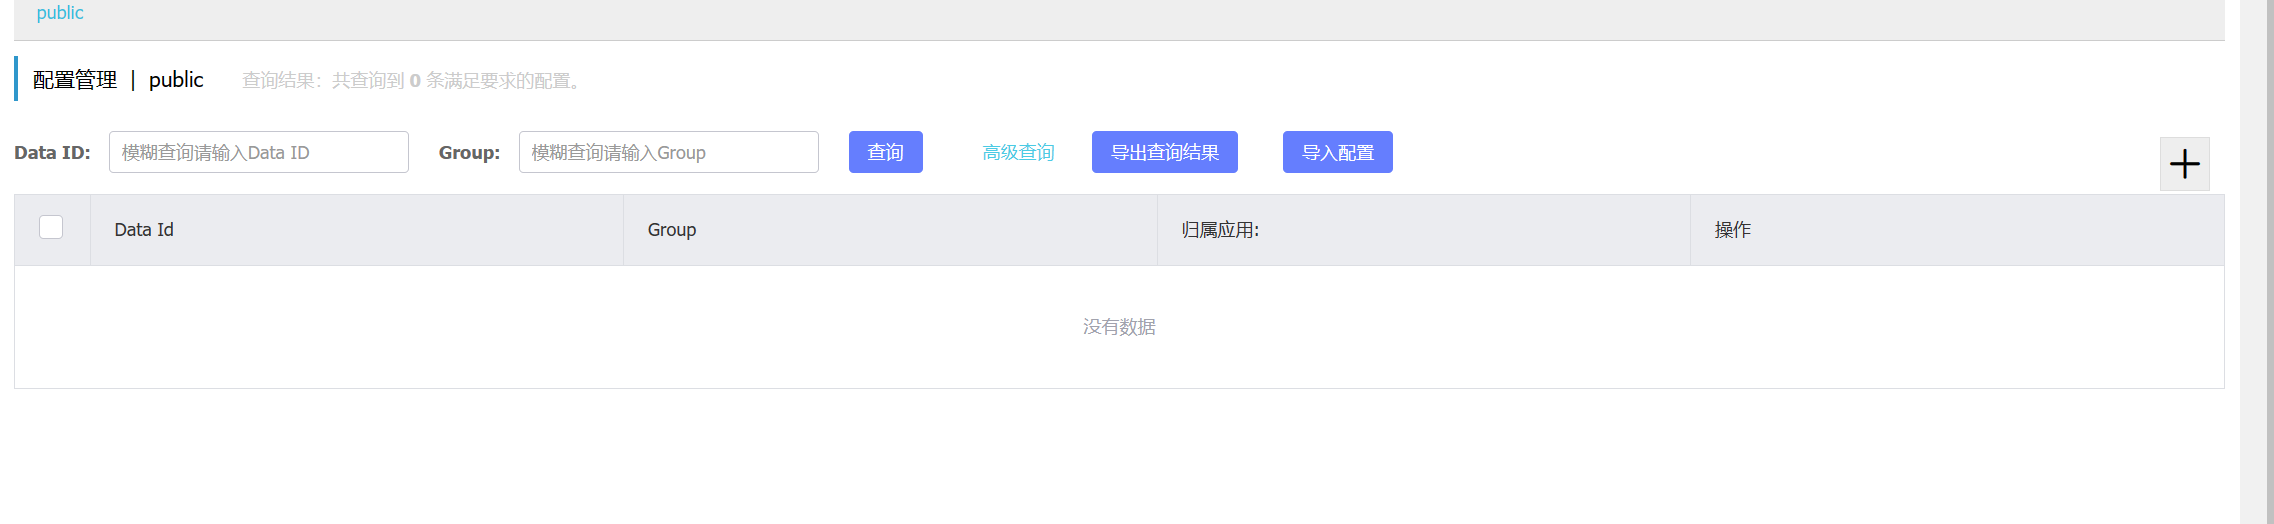 public
配置管理 | public 查询结果：共查询到 0 条满足要求的配置。
Data ID: 模糊查询请输入Data ID Group: 模糊查询请输入Group 查询 高级查询 导出查询结果 导入配置
Data Id Group 归属应用: 操作
没有数据